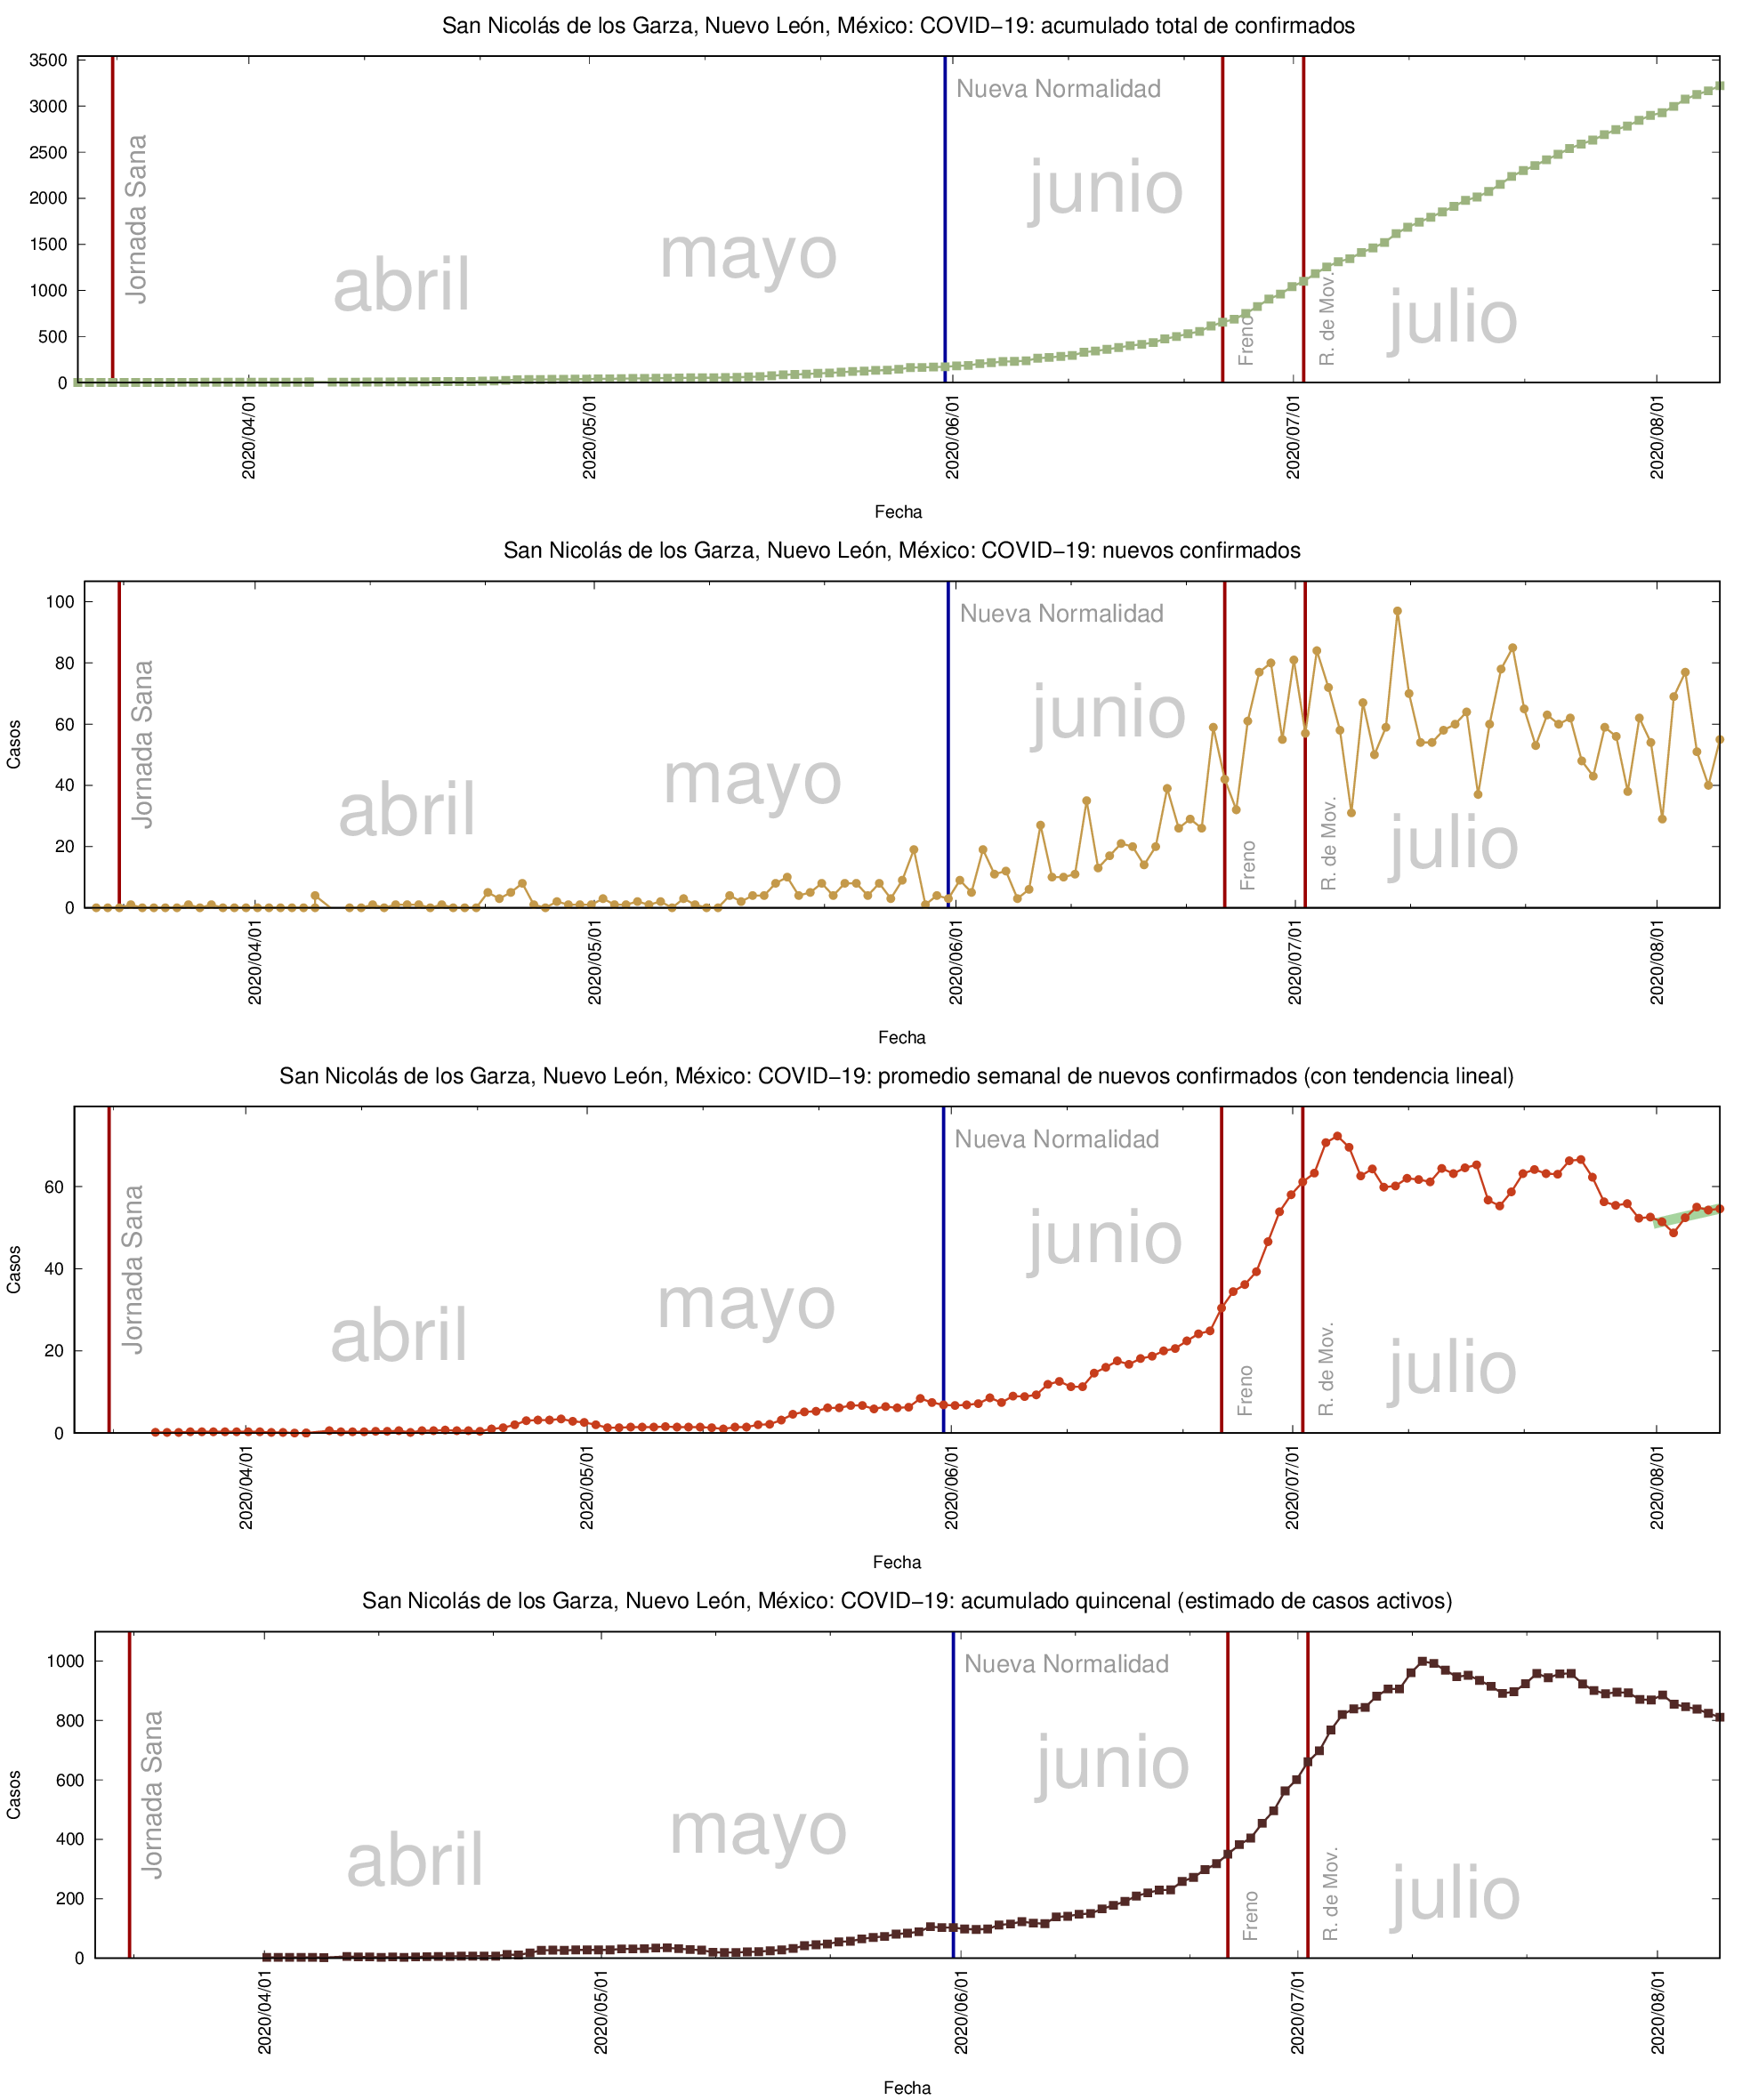 San Nicolás de los Garza, Nuevo León, México: COVID−19: acumulado total de confirmados
3500
3000
2500
2000
1500
1000
500
0
Jornada Sana
abril
mayo
Nueva Normalidad
junio
Freno
R. de Mov.
julio
2020/04/01
2020/05/01
2020/06/01
2020/07/01
2020/08/01
Fecha
San Nicolás de los Garza, Nuevo León, México: COVID−19: nuevos confirmados
Casos
100
80
60
40
20
0
Jornada Sana
abril
mayo
Nueva Normalidad
junio
Freno
R. de Mov.
julio
2020/04/01
2020/05/01
2020/06/01
2020/07/01
2020/08/01
Fecha
San Nicolás de los Garza, Nuevo León, México: COVID−19: promedio semanal de nuevos confirmados (con tendencia lineal)
Casos
60
40
20
0
Jornada Sana
abril
mayo
Nueva Normalidad
junio
Freno
R. de Mov.
julio
2020/04/01
2020/05/01
2020/06/01
2020/07/01
2020/08/01
Fecha
San Nicolás de los Garza, Nuevo León, México: COVID−19: acumulado quincenal (estimado de casos activos)
Casos
1000
800
600
400
200
0
Jornada Sana
abril
mayo
Nueva Normalidad
junio
Freno
R. de Mov.
julio
2020/04/01
2020/05/01
2020/06/01
2020/07/01
2020/08/01
Fecha